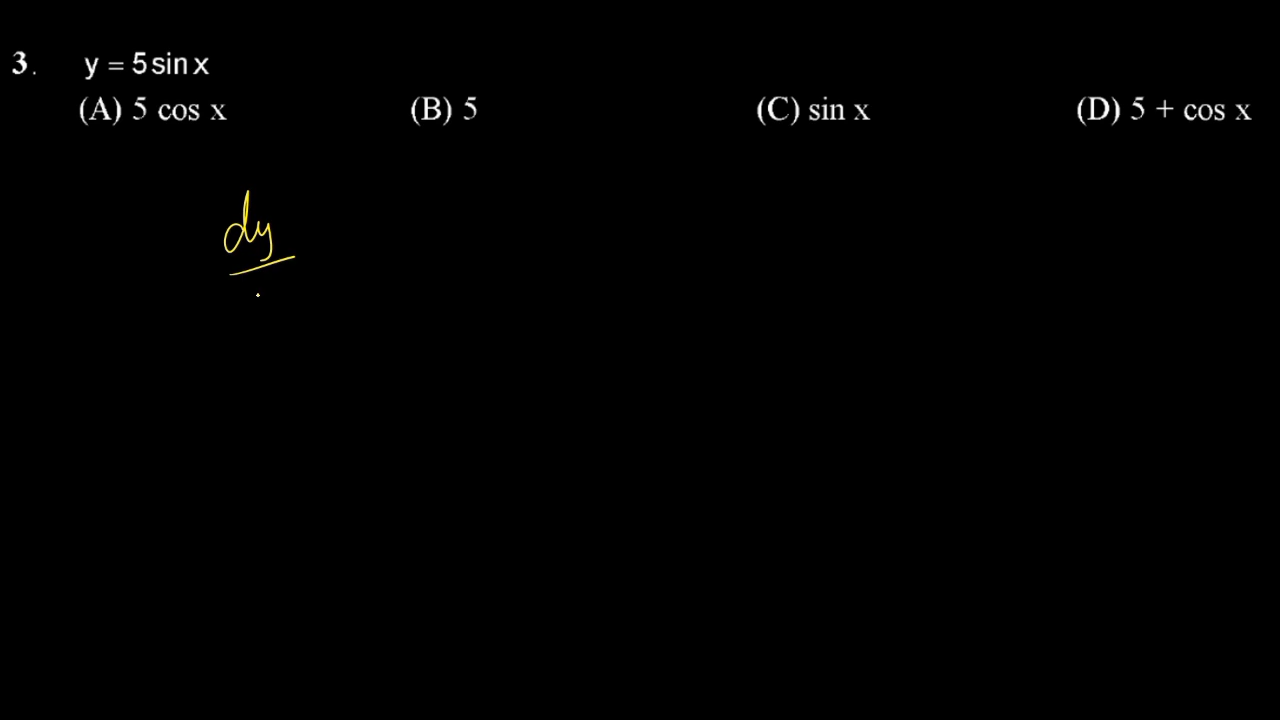 3. y = 5 sin x
(A) 5 cos x (B) 5 (C) sin x (D) 5 + cos x
dy